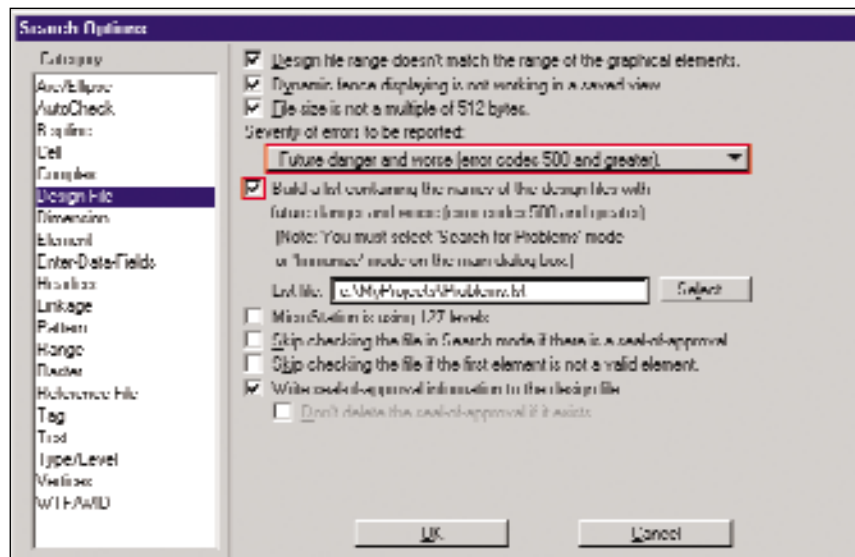 Search Options
Category
Arc/Ellipse
AutoCheck
B-spline
Cell
Complex
Design File
Dimension
Element
Enter-Data-Fields
Headless
Linkage
Pattern
Range
Raster
Reference File
Tag
Text
Type/Level
Vertices
Design file range doesn't match the range of the graphical elements.
Dynamic fence displaying is not working in a saved view
File size is not a multiple of 512 bytes.
Severity of errors to be reported:
Future danger and worse (error codes 500 and greater).
Build a list containing the names of the design files with
future danger and worse (error codes 500 and greater)
(Note: You must select 'Search for Problems' mode
or 'Immunize' mode on the main dialog box.)
List file: c:\MyProjects\Problems.lst Select...
MicroStation is using 127 levels
Skip checking the file in Search mode if there is a seal-of-approval
Skip checking the file if the first element is not a valid element.
Write seal-of-approval information to the design file
Don't delete the seal-of-approval if it exists
OK Cancel